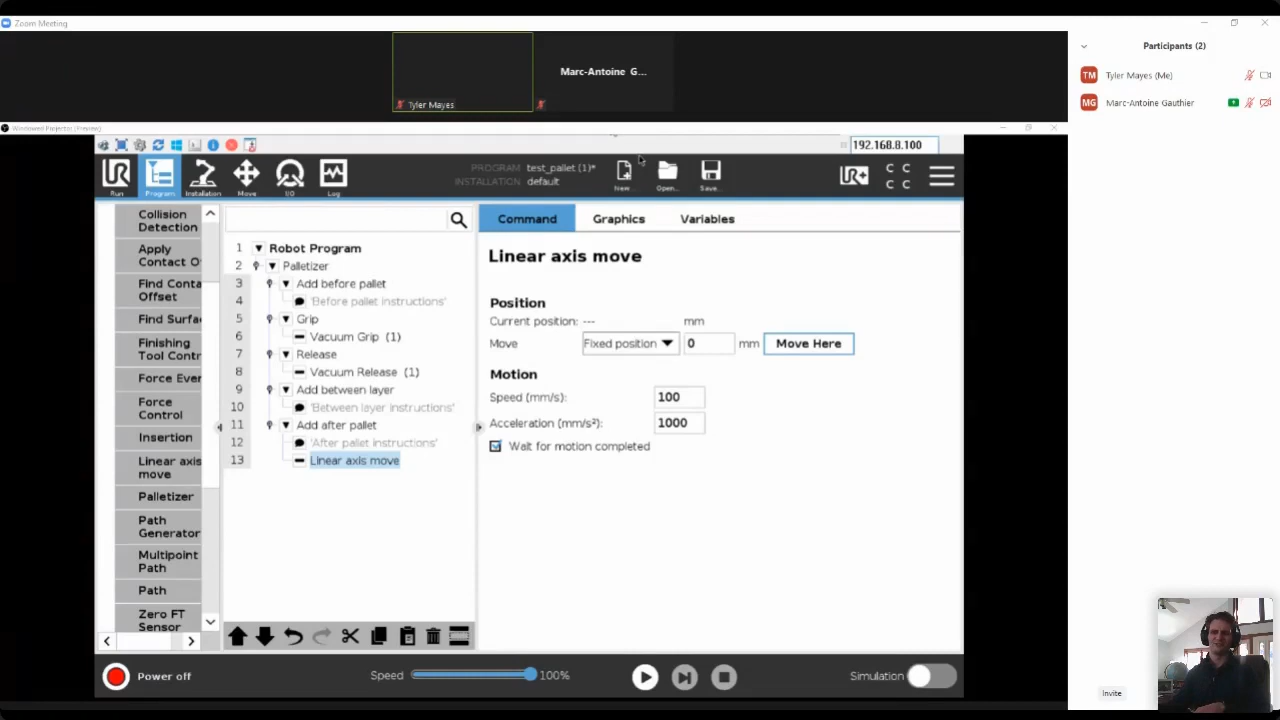 Zoom Meeting
Marc-Antoine G...
Tyler Mayes
Participants (2)
TM Tyler Mayes (Me)
MG Marc-Antoine Gauthier
Windowed Projector (Preview)
192.168.8.100
Run
Program
Installation
Move
I/O
Log
PROGRAM test_pallet (1)*
INSTALLATION default
New...
Open...
Save...
UR+
C C
C C
Collision
Detection
Apply
Contact O
Find Conta
Offset
Find Surfa
Finishing
Tool Contr
Force Even
Force
Control
Insertion
Linear axis
move
Palletizer
Path
Generator
Multipoint
Path
Path
Zero FT
Sensor
1 Robot Program
2 Palletizer
3 Add before pallet
4 'Before pallet instructions'
5 Grip
6 Vacuum Grip (1)
7 Release
8 Vacuum Release (1)
9 Add between layer
10 'Between layer instructions'
11 Add after pallet
12 'After pallet instructions'
13 Linear axis move
Command Graphics Variables
Linear axis move
Position
Current position: --- mm
Move Fixed position 0 mm Move Here
Motion
Speed (mm/s): 100
Acceleration (mm/s²): 1000
Wait for motion completed
Power off
Speed 100%
Simulation
Invite